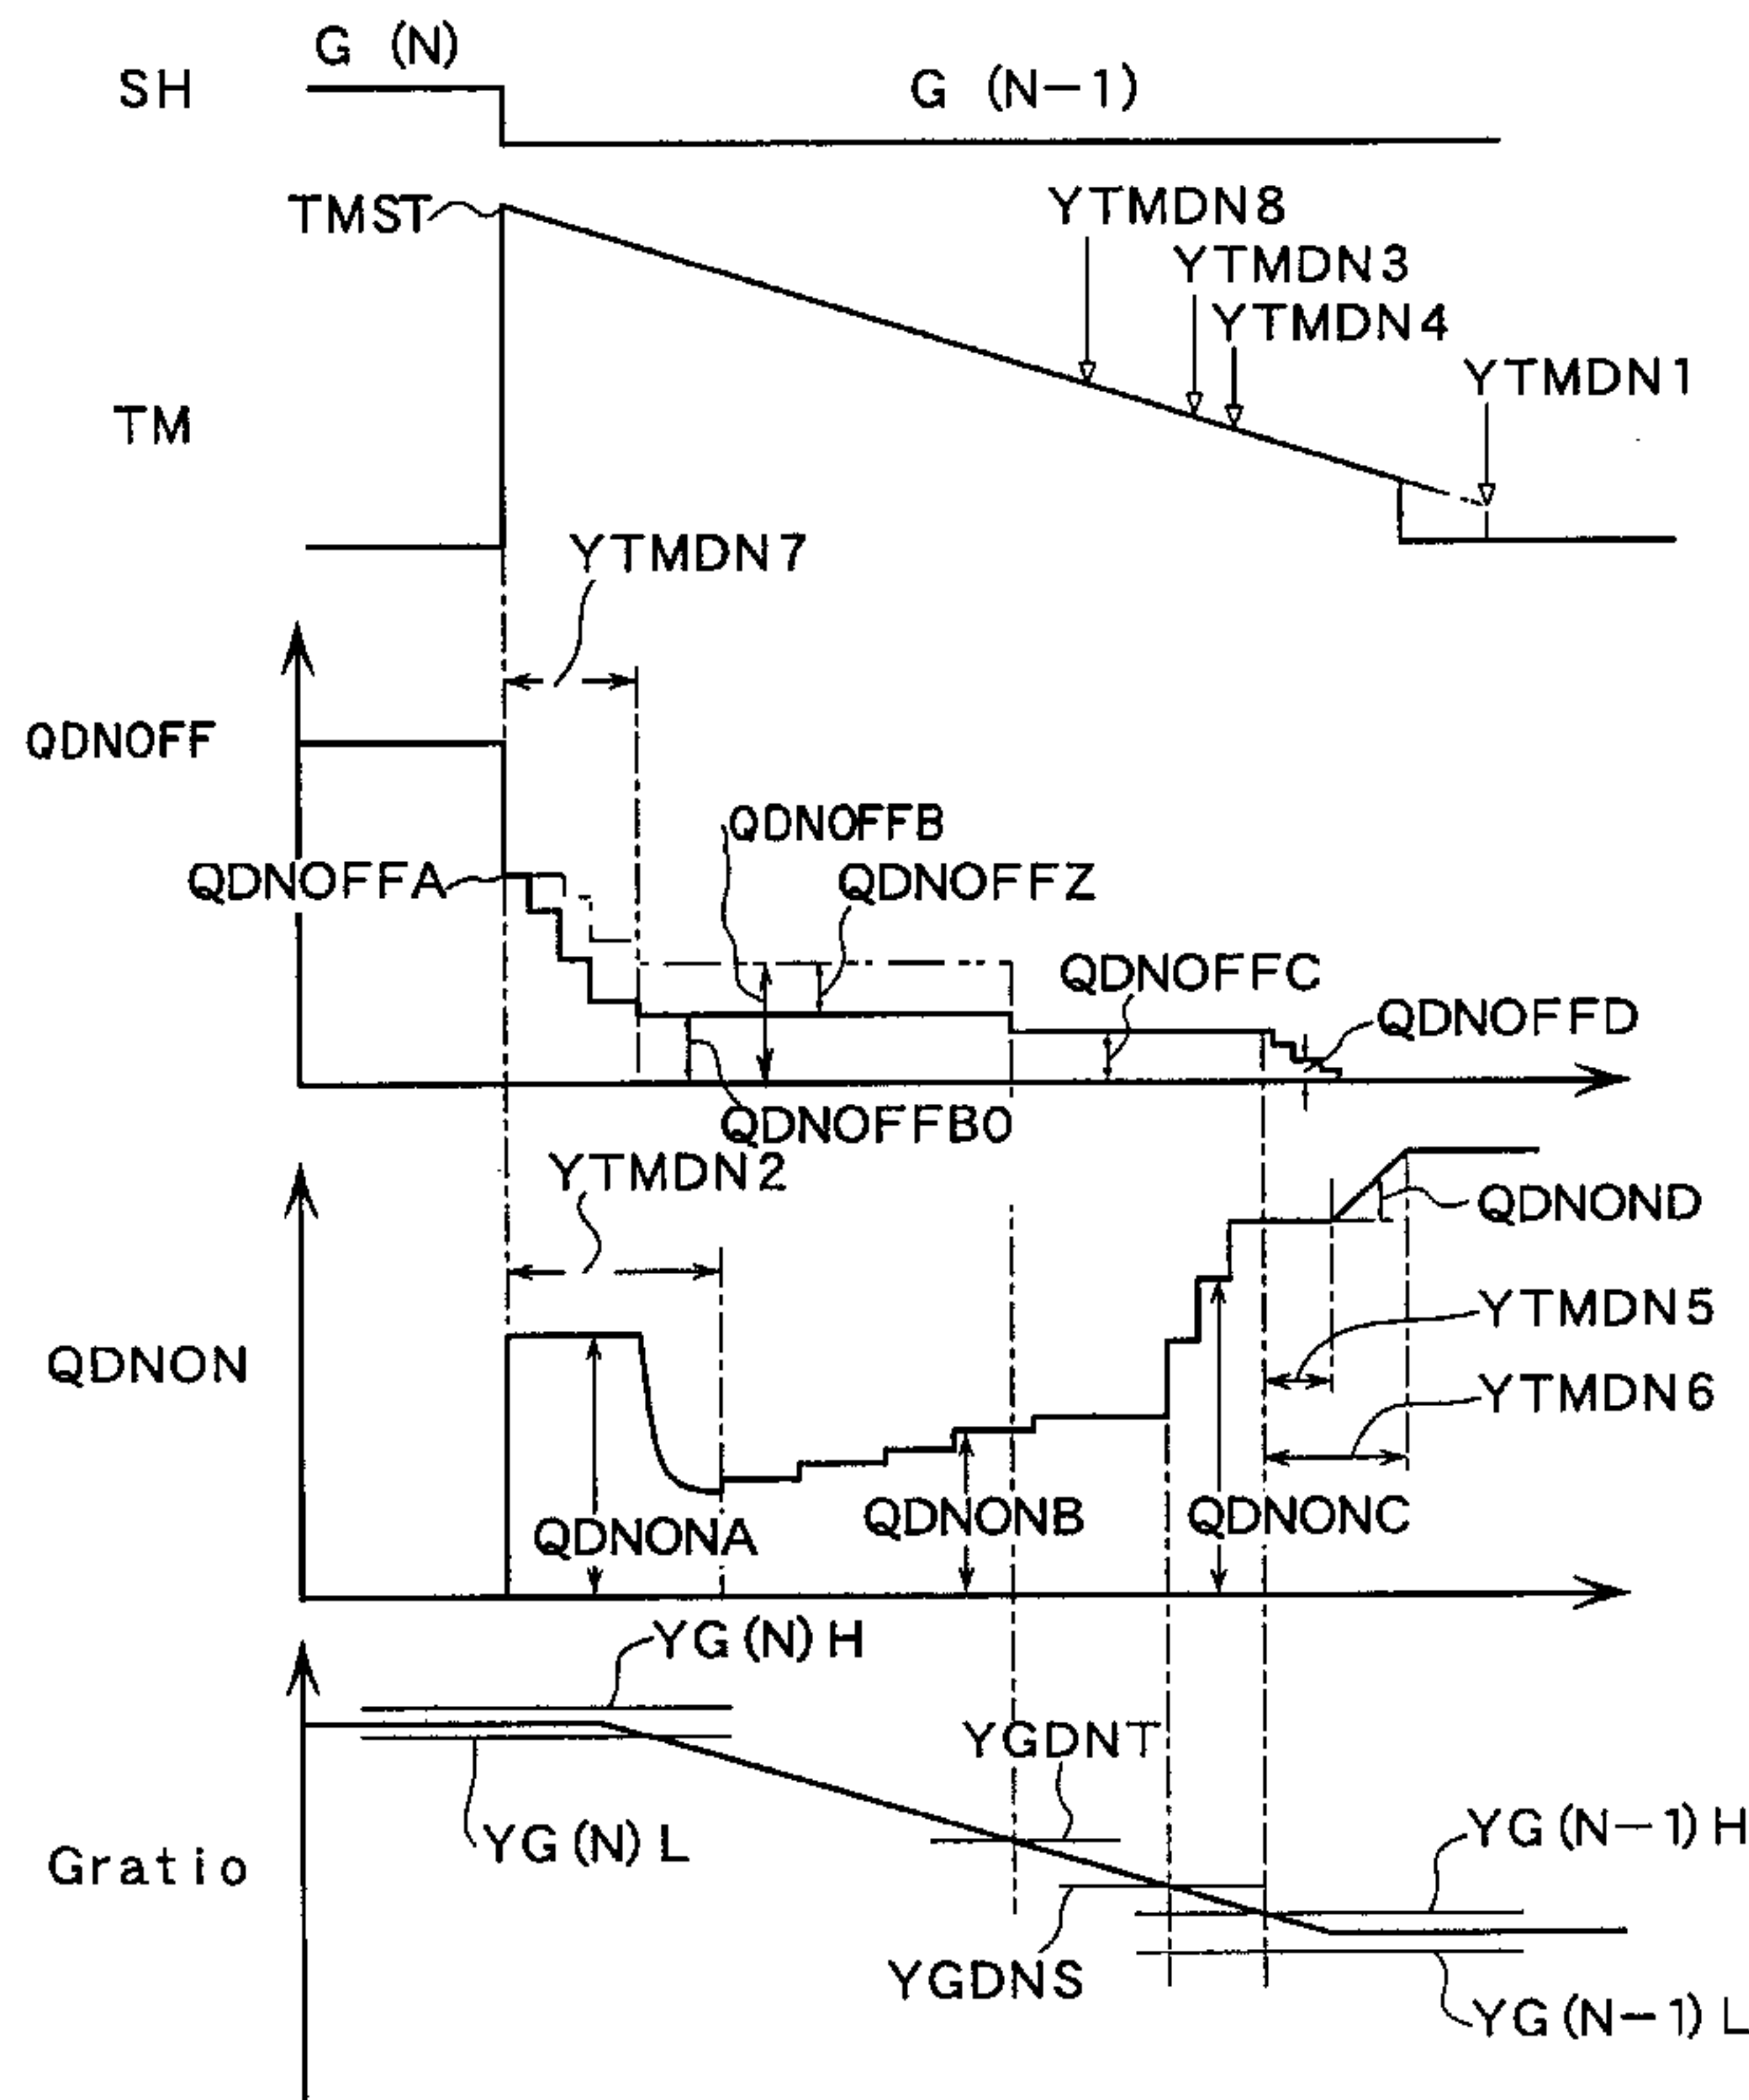 G (N)
SH
G (N-1)
TMST
YTMDN8
YTMDN3
YTMDN4
YTMDN1
TM
YTMDN7
QDNOFF
QDNOFFB
QDNOFFA
QDNOFFZ
QDNOFFC
QDNOFFD
QDNOFFB0
YTMDN2
QDNOND
YTMDN5
QDNON
YTMDN6
QDNONA
QDNONB
QDNONC
YG(N)H
YGDNT
YG(N)L
YG(N-1)H
Gratio
YGDNS
YG(N-1)L